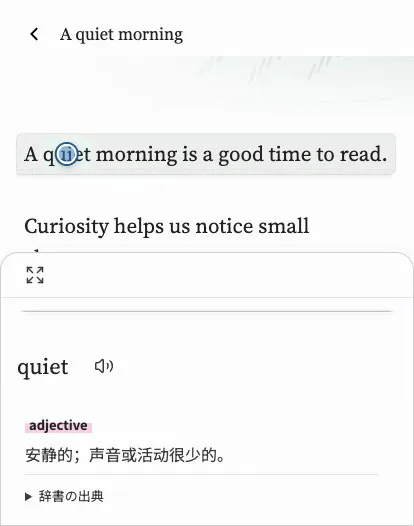 A quiet morning
A quiet morning is a good time to read.
Curiosity helps us notice small
quiet
adjective
安静的；声音或活动很少的。
辞書の出典